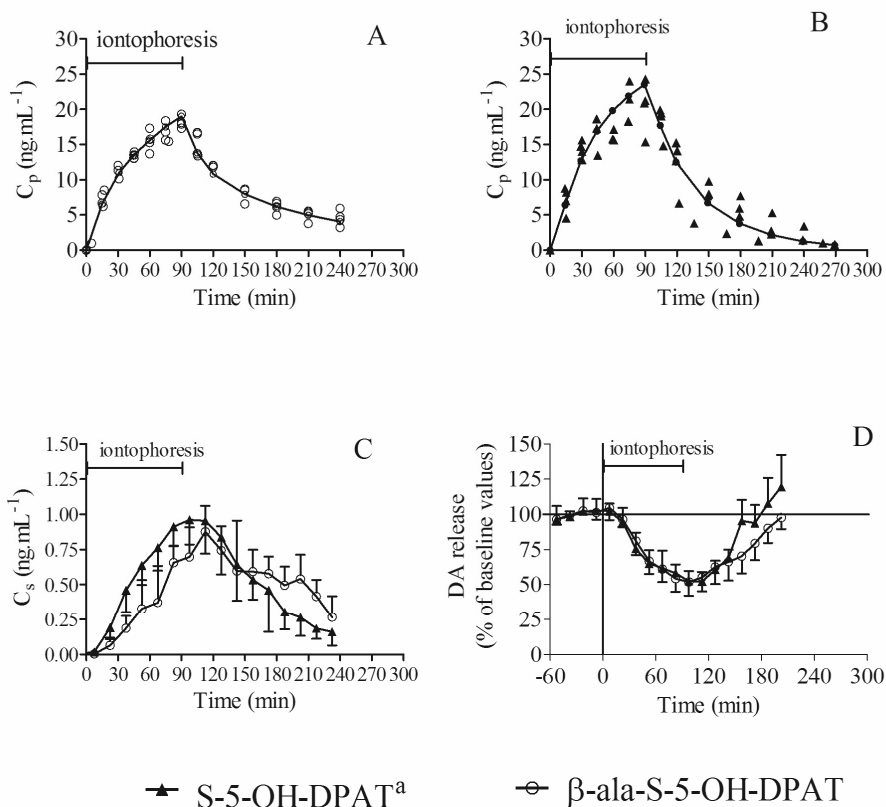 A
iontophoresis
30
25
20
15
10
5
0
C_p (ng.mL⁻¹)
0 30 60 90 120 150 180 210 240 270 300
Time (min)
B
iontophoresis
30
25
20
15
10
5
0
C_p (ng.mL⁻¹)
0 30 60 90 120 150 180 210 240 270 300
Time (min)
C
iontophoresis
1.50
1.25
1.00
0.75
0.50
0.25
0.00
C_s (ng.mL⁻¹)
0 30 60 90 120 150 180 210 240 270 300
Time (min)
D
iontophoresis
150
125
100
75
50
25
0
DA release
(% of baseline values)
-60 0 60 120 180 240 300
Time (min)
S-5-OH-DPATᵃ
β-ala-S-5-OH-DPAT